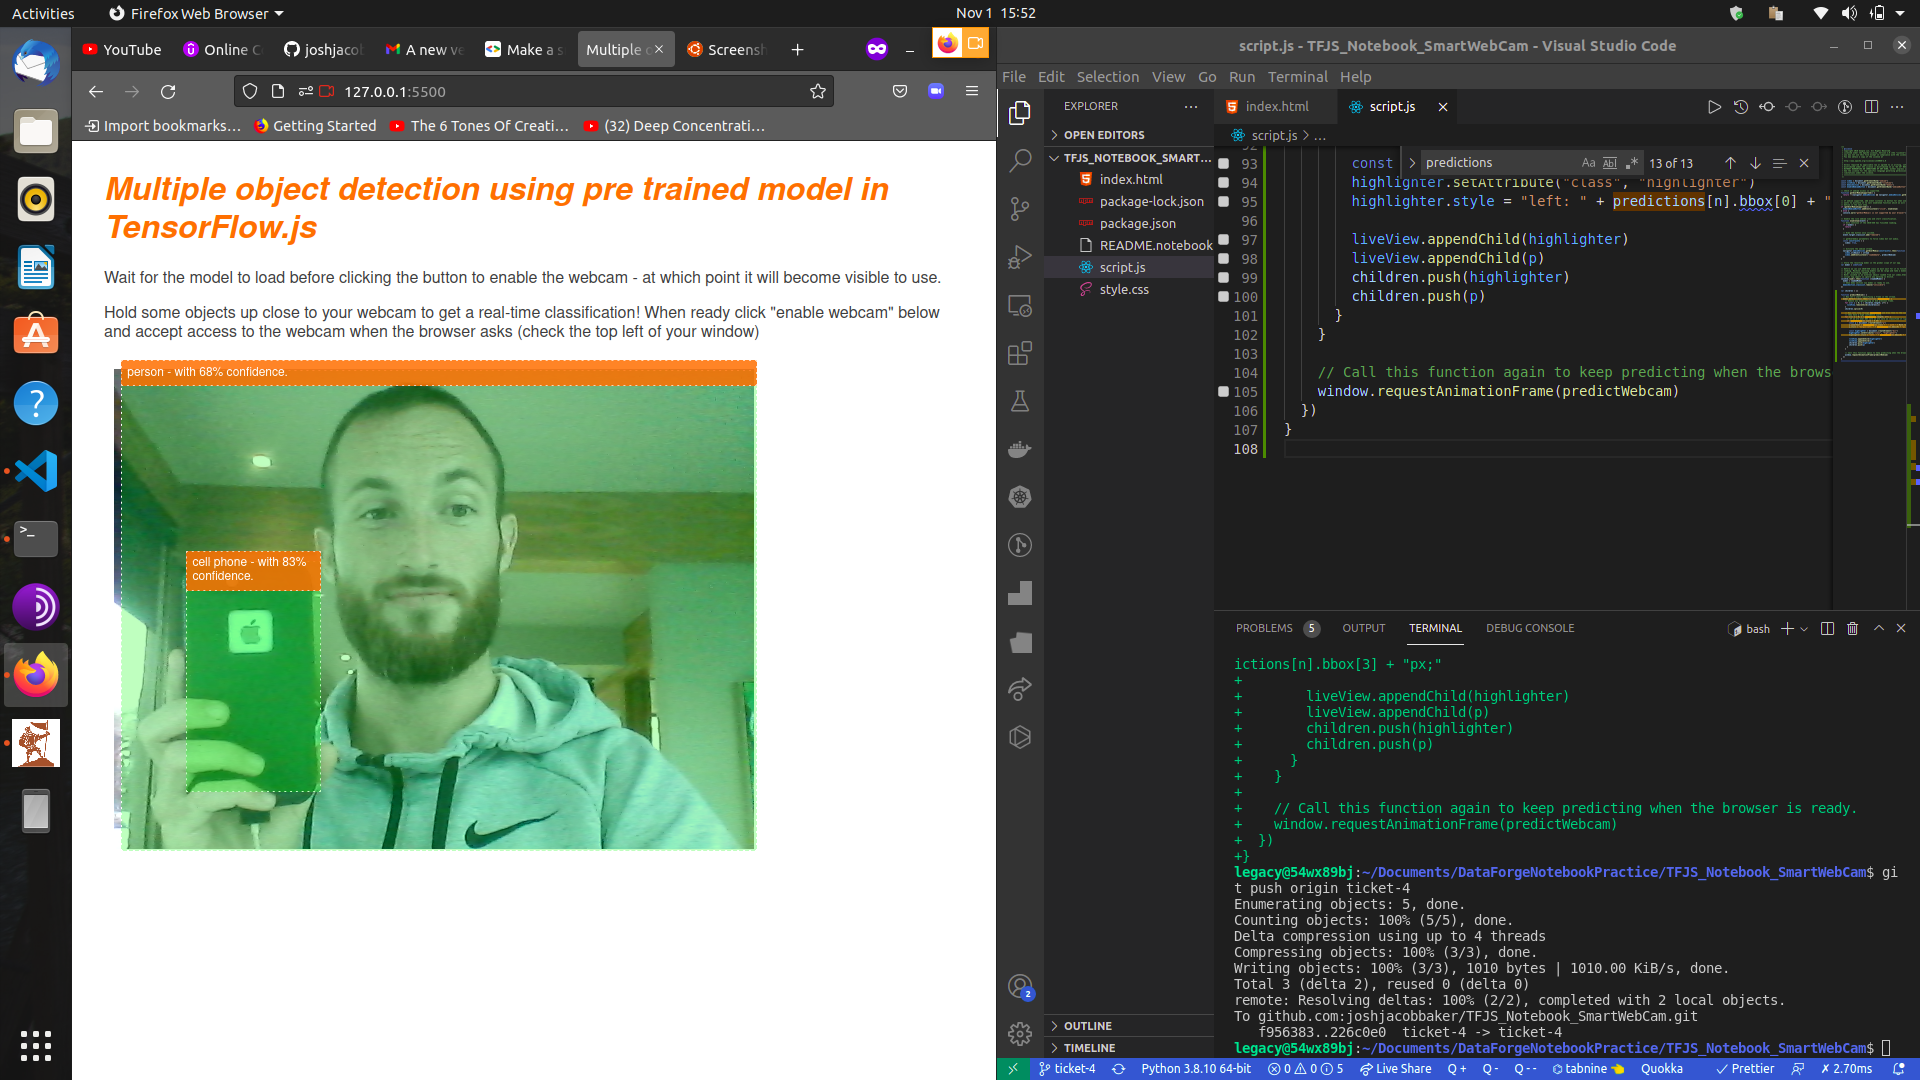 Activities
Firefox Web Browser
Nov 1 15:52
YouTube
Online C
joshjacob
A new ve
Make a s
Multiple
Screensh
127.0.0.1:5500
Import bookmarks...
Getting Started
The 6 Tones Of Creati...
(32) Deep Concentrati...
Multiple object detection using pre trained model in
TensorFlow.js
Wait for the model to load before clicking the button to enable the webcam - at which point it will become visible to use.
Hold some objects up close to your webcam to get a real-time classification! When ready click "enable webcam" below
and accept access to the webcam when the browser asks (check the top left of your window)
person - with 68% confidence.
cell phone - with 83%
confidence.
script.js - TFJS_Notebook_SmartWebCam - Visual Studio Code
File Edit Selection View Go Run Terminal Help
EXPLORER
OPEN EDITORS
TFJS_NOTEBOOK_SMART...
index.html
package-lock.json
package.json
README.notebook
script.js
style.css
OUTLINE
TIMELINE
index.html
script.js
script.js > ...
predictions
Aa Ab
13 of 13
93 const
94 highlighter.setAttribute("class", "highlighter")
95 highlighter.style = "left: " + predictions[n].bbox[0] + "
96
97 liveView.appendChild(highlighter)
98 liveView.appendChild(p)
99 children.push(highlighter)
100 children.push(p)
101 }
102 }
103
104 // Call this function again to keep predicting when the brows
105 window.requestAnimationFrame(predictWebcam)
106 })
107 }
108
PROBLEMS 5 OUTPUT TERMINAL DEBUG CONSOLE
bash
ictions[n].bbox[3] + "px;"
+
+ liveView.appendChild(highlighter)
+ liveView.appendChild(p)
+ children.push(highlighter)
+ children.push(p)
+ }
+ }
+
+ // Call this function again to keep predicting when the browser is ready.
+ window.requestAnimationFrame(predictWebcam)
+ })
+}
legacy@54wx89bj:~/Documents/DataForgeNotebookPractice/TFJS_Notebook_SmartWebCam$ gi
t push origin ticket-4
Enumerating objects: 5, done.
Counting objects: 100% (5/5), done.
Delta compression using up to 4 threads
Compressing objects: 100% (3/3), done.
Writing objects: 100% (3/3), 1010 bytes | 1010.00 KiB/s, done.
Total 3 (delta 2), reused 0 (delta 0)
remote: Resolving deltas: 100% (2/2), completed with 2 local objects.
To github.com:joshjacobbaker/TFJS_Notebook_SmartWebCam.git
f956383..226c0e0 ticket-4 -> ticket-4
legacy@54wx89bj:~/Documents/DataForgeNotebookPractice/TFJS_Notebook_SmartWebCam$
2
ticket-4
Python 3.8.10 64-bit
0 0 5
Live Share
Q +
Q -
Q - -
tabnine
Quokka
Prettier
2.70ms